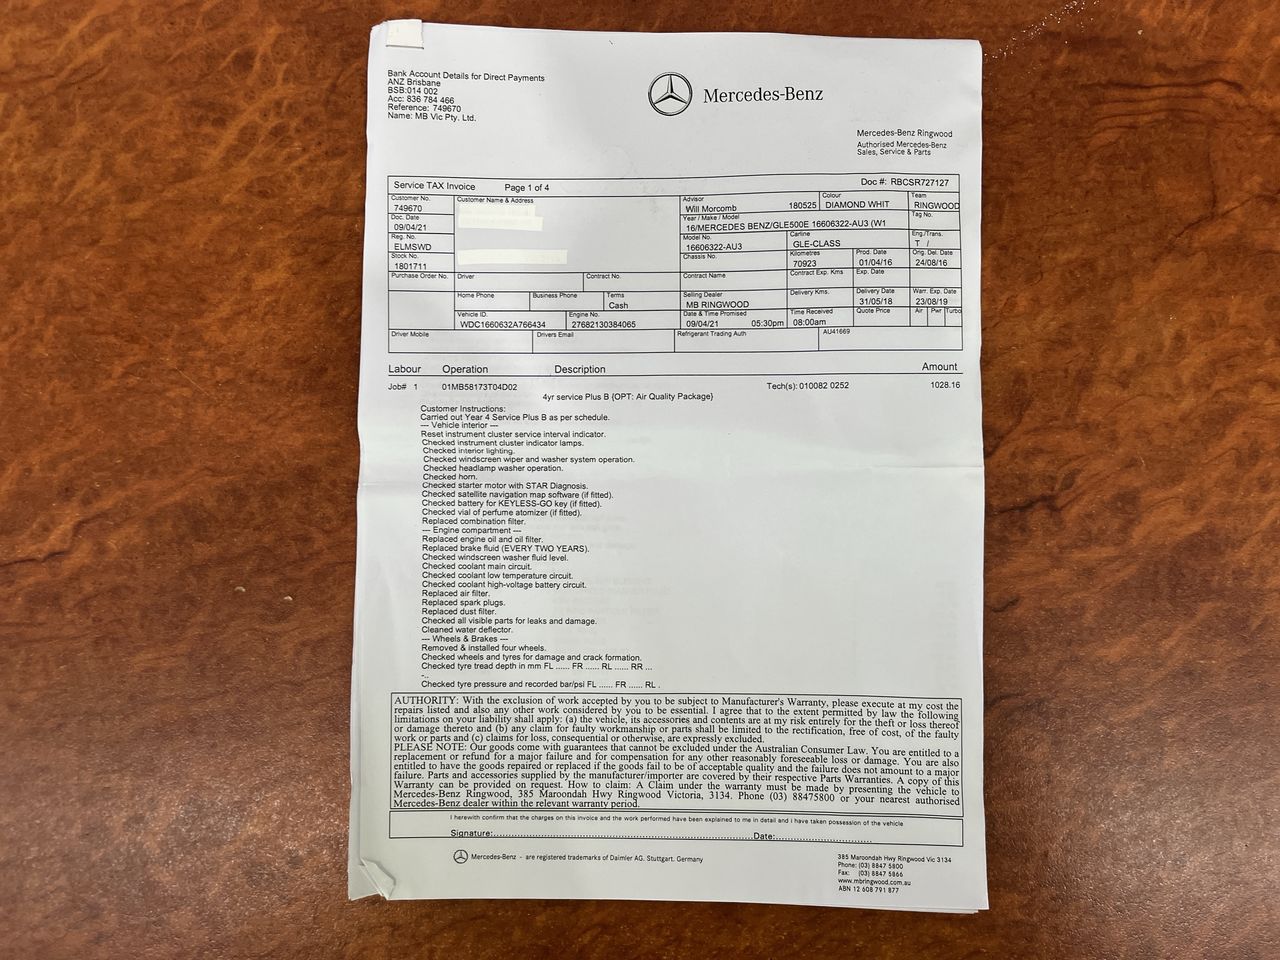 Bank Account Details for Direct Payments
ANZ Brisbane
BSB:014 002
Acc: 836 784 466
Reference: 749670
Name: MB Vic Pty. Ltd.
Mercedes-Benz
Mercedes-Benz Ringwood
Authorised Mercedes-Benz
Sales, Service & Parts
Service TAX Invoice Page 1 of 4 Doc #: RBCSR727127
Customer No. Customer Name & Address Advisor Colour Team
749670 Will Morcomb 180525 DIAMOND WHIT RINGWOOD
Doc. Date Year / Make / Model Tag No.
09/04/21 16/MERCEDES BENZ/GLE500E 16606322-AU3 (W1
Reg. No. Model No. Carline Eng./Trans.
ELMSWD 16606322-AU3 GLE-CLASS T /
Stock No. Chassis No. Kilometres Prod. Date Orig. Del. Date
1801711 70923 01/04/16 24/08/16
Purchase Order No. Driver Contract No. Contract Name Contract Exp. Kms Exp. Date
Home Phone Business Phone Terms Selling Dealer Delivery Kms. Delivery Date Warr. Exp. Date
Cash MB RINGWOOD 31/05/18 23/08/19
Vehicle ID. Engine No. Date & Time Promised Time Received Quote Price Air Pwr Turbo
WDC1660632A766434 27682130384065 09/04/21 05:30pm 08:00am
Driver Mobile Drivers Email Refrigerant Trading Auth AU41669
Labour Operation Description Amount
Job# 1 01MB58173T04D02 Tech(s): 010082 0252 1028.16
4yr service Plus B {OPT: Air Quality Package}
Customer Instructions:
Carried out Year 4 Service Plus B as per schedule.
--- Vehicle interior ---
Reset instrument cluster service interval indicator.
Checked instrument cluster indicator lamps.
Checked interior lighting.
Checked windscreen wiper and washer system operation.
Checked headlamp washer operation.
Checked horn.
Checked starter motor with STAR Diagnosis.
Checked satellite navigation map software (if fitted).
Checked battery for KEYLESS-GO key (if fitted).
Checked vial of perfume atomizer (if fitted).
Replaced combination filter.
--- Engine compartment ---
Replaced engine oil and oil filter.
Replaced brake fluid (EVERY TWO YEARS).
Checked windscreen washer fluid level.
Checked coolant main circuit.
Checked coolant low temperature circuit.
Checked coolant high-voltage battery circuit.
Replaced air filter.
Replaced spark plugs.
Replaced dust filter.
Checked all visible parts for leaks and damage.
Cleaned water deflector.
--- Wheels & Brakes ---
Removed & installed four wheels.
Checked wheels and tyres for damage and crack formation.
Checked tyre tread depth in mm FL ...... FR ...... RL ...... RR ...
...
Checked tyre pressure and recorded bar/psi FL ...... FR ...... RL .
AUTHORITY: With the exclusion of work accepted by you to be subject to Manufacturer's Warranty, please execute at my cost the
repairs listed and also any other work considered by you to be essential. I agree that to the extent permitted by law the following
limitations on your liability shall apply: (a) the vehicle, its accessories and contents are at my risk entirely for the theft or loss thereof
or damage thereto and (b) any claim for faulty workmanship or parts shall be limited to the rectification, free of cost, of the faulty
work or parts and (c) claims for loss, consequential or otherwise, are expressly excluded.
PLEASE NOTE: Our goods come with guarantees that cannot be excluded under the Australian Consumer Law. You are entitled to a
replacement or refund for a major failure and for compensation for any other reasonably foreseeable loss or damage. You are also
entitled to have the goods repaired or replaced if the goods fail to be of acceptable quality and the failure does not amount to a major
failure. Parts and accessories supplied by the manufacturer/importer are covered by their respective Parts Warranties. A copy of this
Warranty can be provided on request. How to claim: A Claim under the warranty must be made by presenting the vehicle to
Mercedes-Benz Ringwood, 385 Maroondah Hwy Ringwood Victoria, 3134. Phone (03) 88475800 or your nearest authorised
Mercedes-Benz dealer within the relevant warranty period.
I herewith confirm that the charges on this invoice and the work performed have been explained to me in detail and i have taken possession of the vehicle
Signature:.......................................................................................Date:............................................
Mercedes-Benz - are registered trademarks of Daimler AG. Stuttgart. Germany
385 Maroondah Hwy Ringwood Vic 3134
Phone: (03) 8847 5800
Fax: (03) 8847 5866
www.mbringwood.com.au
ABN 12 608 791 877